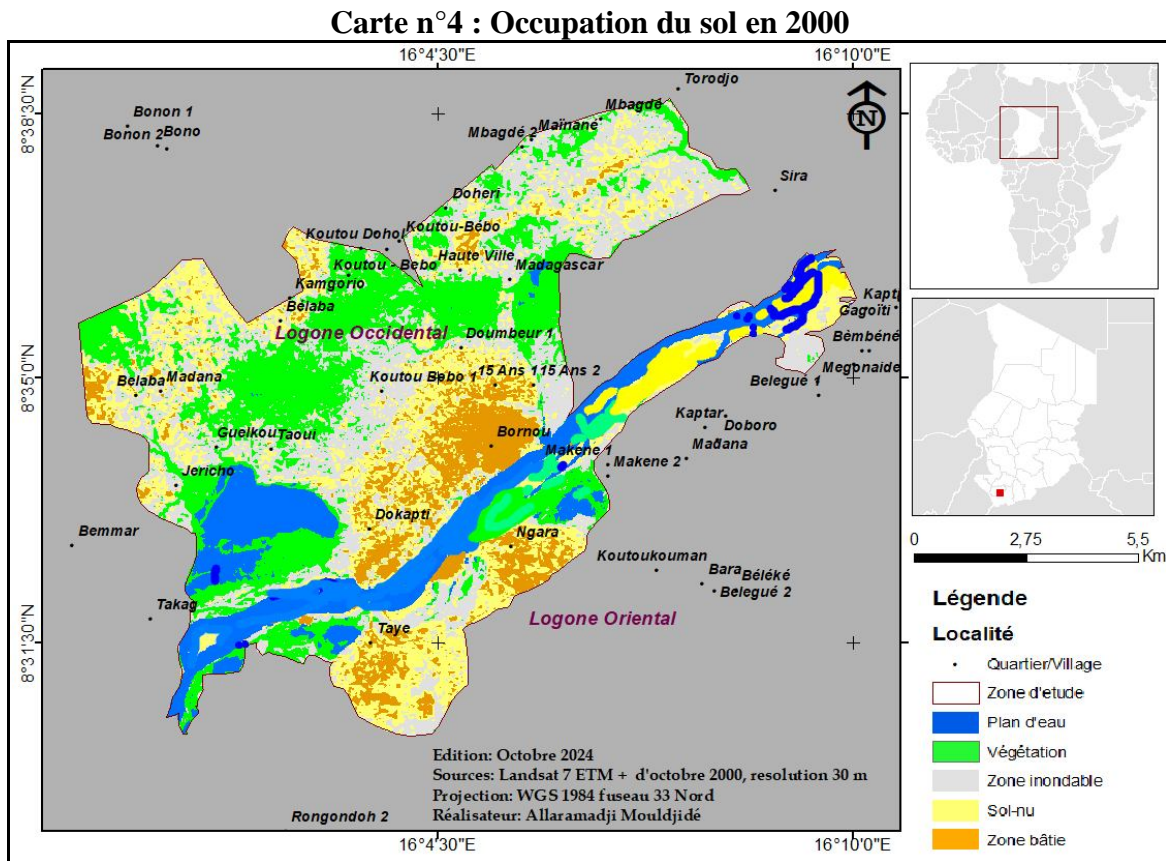 Carte n°4 : Occupation du sol en 2000
16°4'30"E
16°10'0"E
8°38'30"N
8°35'0"N
8°31'30"N
Torodjo
Bonon 1
Bonon 2
Bono
Mbagdé
Mbagdé 2
Maïnané
N
Sira
Doheri
Koutou Dohol
Koutou-Bébo
Koutou - Bebo
Haute Ville
Madagascar
Kamgorio
Bélaba
Logone Occidental
Doumbeur 1
Gagoïti
Bèmbéné
Megonaide
Belegué 1
Belaba
Madana
Koutou Bebo 1
15 Ans 1
15 Ans 2
Kaptar
Doboro
Guelkou
Taoui
Bornou
Makene 1
Madana
Makene 2
Jericho
Bemmar
Dokapti
Ngara
Koutoukouman
Bara
Béléké
Belegué 2
Takag
Logone Oriental
Taye
Rongondoh 2
Edition: Octobre 2024
Sources: Landsat 7 ETM + d'octobre 2000, resolution 30 m
Projection: WGS 1984 fuseau 33 Nord
Réalisateur: Allaramadji Mouldjidé
0 2,75 5,5
Km
Légende
Localité
Quartier/Village
Zone d'etude
Plan d'eau
Végétation
Zone inondable
Sol-nu
Zone bâtie